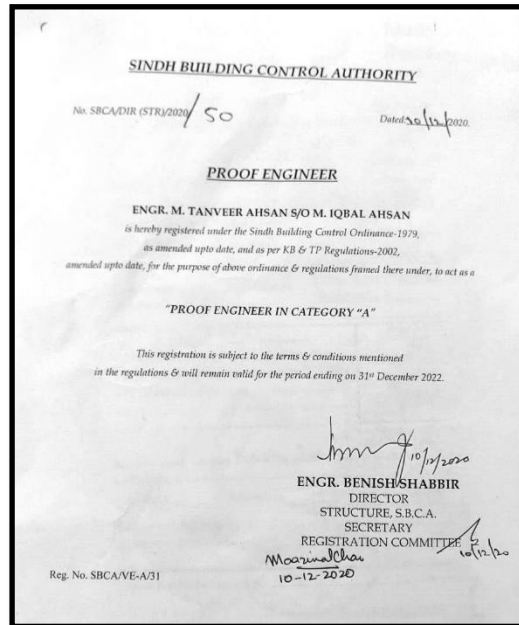 SINDH BUILDING CONTROL AUTHORITY
No. SBCA/DIR (STR)/2020/ 50
Dated 10/12/2020.
PROOF ENGINEER
ENGR. M. TANVEER AHSAN S/O M. IQBAL AHSAN
is hereby registered under the Sindh Building Control Ordinance-1979,
as amended upto date, and as per KB & TP Regulations-2002,
amended upto date, for the purpose of above ordinance & regulations framed there under, to act as a
"PROOF ENGINEER IN CATEGORY "A"
This registration is subject to the terms & conditions mentioned
in the regulations & will remain valid for the period ending on 31st December 2022.
10/12/2020
ENGR. BENISH SHABBIR
DIRECTOR
STRUCTURE, S.B.C.A.
SECRETARY
REGISTRATION COMMITTEE
10/12/20
10-12-2020
Reg. No. SBCA/VE-A/31